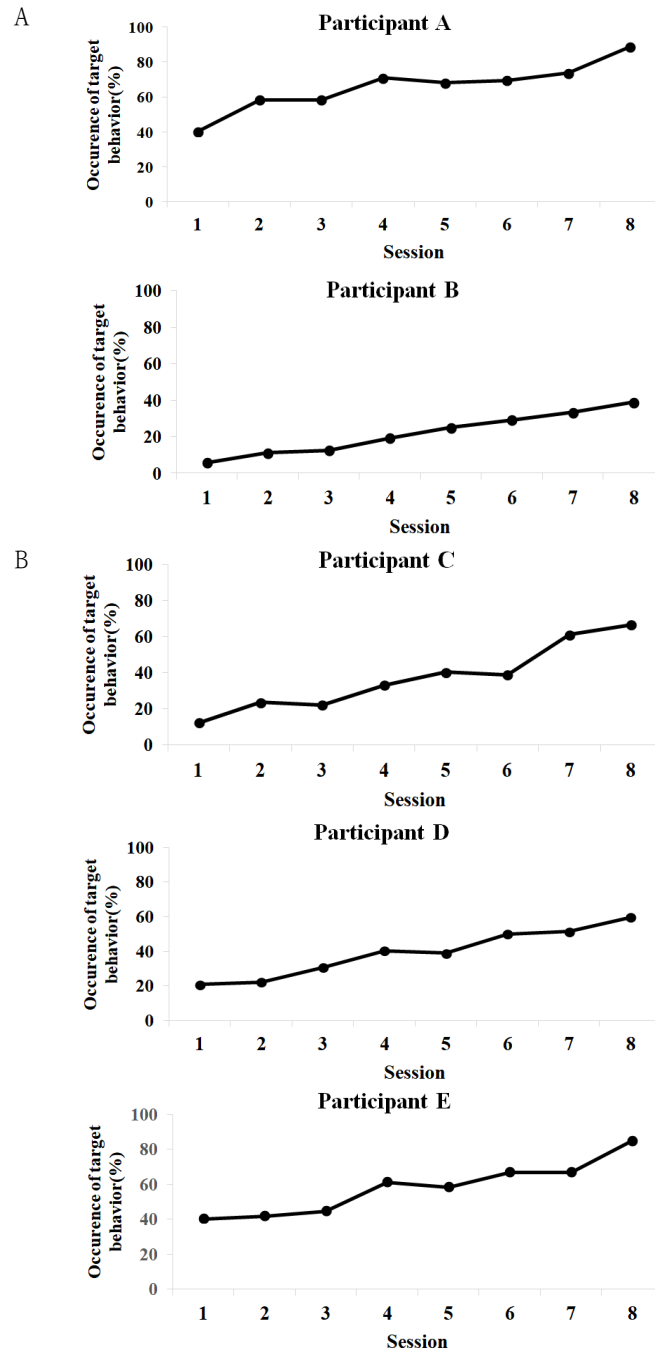 A
Participant A
Occurence of target
behavior(%)
100
80
60
40
20
0
1 2 3 4 5 6 7 8
Session
Participant B
Occurence of target
behavior(%)
100
80
60
40
20
0
1 2 3 4 5 6 7 8
Session
B
Participant C
Occurence of target
behavior(%)
100
80
60
40
20
0
1 2 3 4 5 6 7 8
Session
Participant D
Occurence of target
behavior(%)
100
80
60
40
20
0
1 2 3 4 5 6 7 8
Session
Participant E
Occurence of target
behavior(%)
100
80
60
40
20
0
1 2 3 4 5 6 7 8
Session